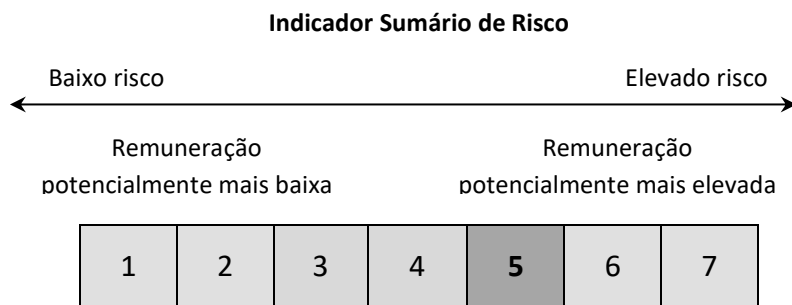 Indicador Sumário de Risco
Baixo risco Elevado risco
Remuneração Remuneração
potencialmente mais baixa potencialmente mais elevada
1 2 3 4 5 6 7